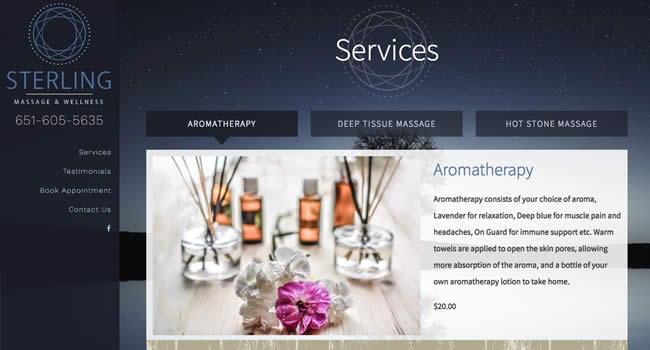 STERLING
MASSAGE & WELLNESS
651-605-5635
Services
Testimonials
Book Appointment
Contact Us
f
Services
AROMATHERAPY
DEEP TISSUE MASSAGE
HOT STONE MASSAGE
Aromatherapy
Aromatherapy consists of your choice of aroma,
Lavender for relaxation, Deep blue for muscle pain and
headaches, On Guard for immune support etc. Warm
towels are applied to open the skin pores, allowing
more absorption of the aroma, and a bottle of your
own aromatherapy lotion to take home.
$20.00